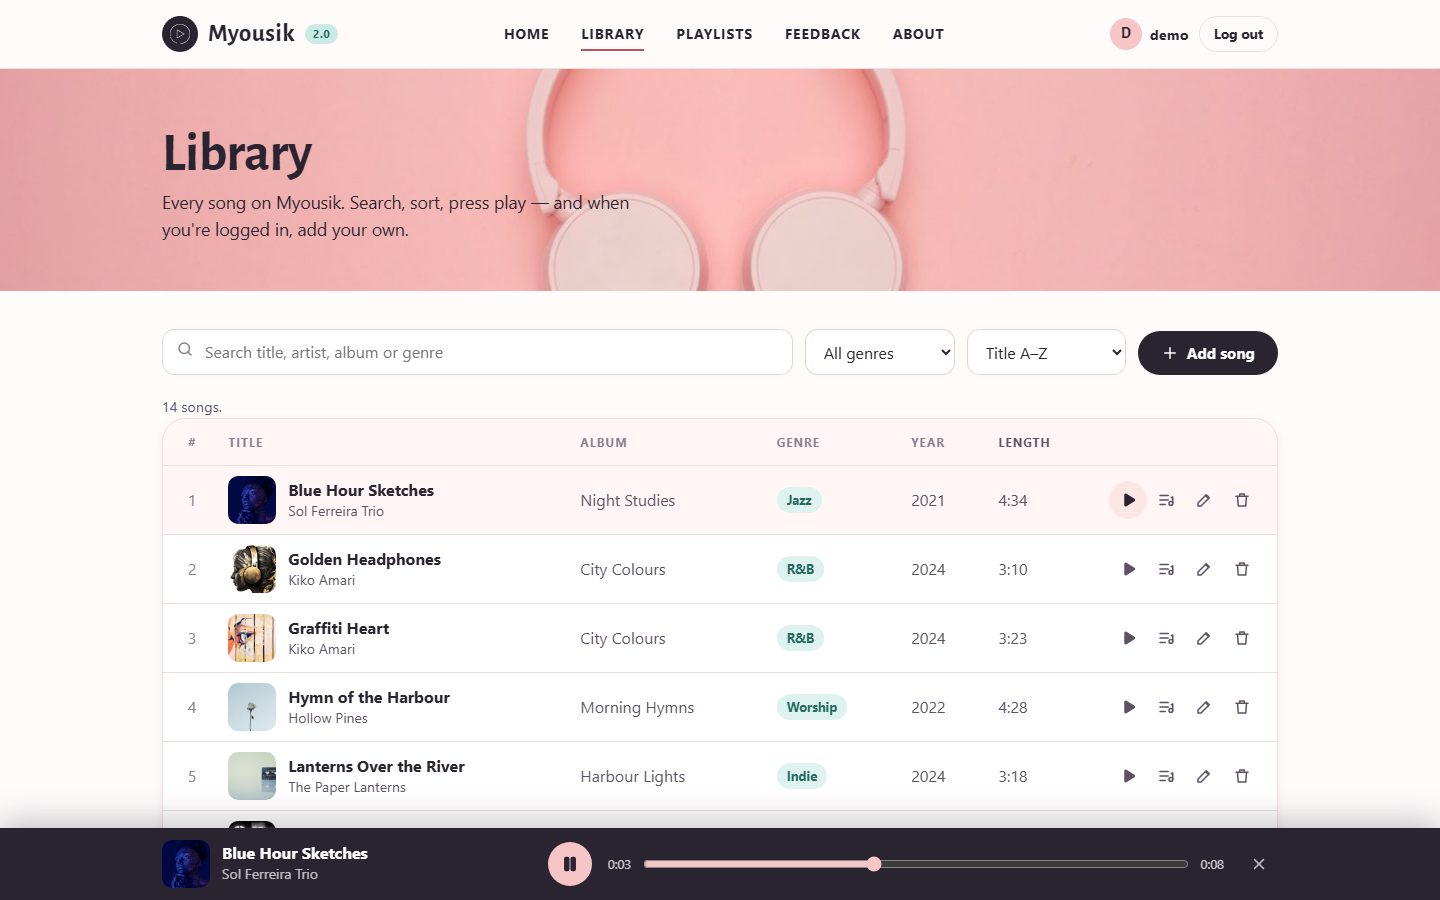 Myousik 2.0
HOME LIBRARY PLAYLISTS FEEDBACK ABOUT
D demo Log out
Library
Every song on Myousik. Search, sort, press play — and when
you're logged in, add your own.
Search title, artist, album or genre
All genres
Title A–Z
Add song
14 songs.
# TITLE ALBUM GENRE YEAR LENGTH
1 Blue Hour Sketches Night Studies Jazz 2021 4:34
Sol Ferreira Trio
2 Golden Headphones City Colours R&B 2024 3:10
Kiko Amari
3 Graffiti Heart City Colours R&B 2024 3:23
Kiko Amari
4 Hymn of the Harbour Morning Hymns Worship 2022 4:28
Hollow Pines
5 Lanterns Over the River Harbour Lights Indie 2024 3:18
The Paper Lanterns
Blue Hour Sketches
Sol Ferreira Trio
0:03 0:08